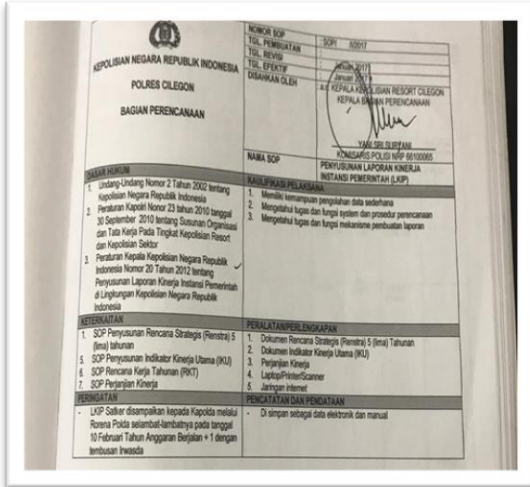 KEPOLISIAN NEGARA REPUBLIK INDONESIA
POLRES CILEGON
BAGIAN PERENCANAAN
NOMOR SOP
SOP/ /I/2017
TGL. PEMBUATAN
TGL. REVISI
TGL. EFEKTIF
Januari 2017
DISAHKAN OLEH
Januari 2017
KEPALA KEPOLISIAN RESORT CILEGON
KEPALA BAGIAN PERENCANAAN
YANI SRI SURYANI
KOMISARIS POLISI NRP 66100065
NAMA SOP
PENYUSUNAN LAPORAN KINERJA
INSTANSI PEMERINTAH (LKIP)
DASAR HUKUM
1. Undang-Undang Nomor 2 Tahun 2002 tentang
Kepolisian Negara Republik Indonesia
2. Peraturan Kapolri Nomor 23 tahun 2010 tanggal
30 September 2010 tentang Susunan Organisasi
dan Tata Kerja Pada Tingkat Kepolisian Resort
dan Kepolisian Sektor
3. Peraturan Kepala Kepolisian Negara Republik
Indonesia Nomor 20 Tahun 2012 tentang
Penyusunan Laporan Kinerja Instansi Pemerintah
di Lingkungan Kepolisian Negara Republik
Indonesia
KAULIFIKASI PELAKSANA
1. Memiliki kemampuan pengolahan data sederhana
2. Mengetahui tugas dan fungsi system dan prosedur perencanaan
3. Mengetahui tugas dan fungsi mekanisme pembuatan laporan
KETERKAITAN
1. SOP Penyusunan Rencana Strategis (Renstra) 5
(lima) tahunan
5. SOP Penyusunan Indikator Kinerja Utama (IKU)
6. SOP Rencana Kerja Tahunan (RKT)
7. SOP Perjanjian Kinerja
PERALATAN/PERLENGKAPAN
1. Dokumen Rencana Strategis (Renstra) 5 (lima) Tahunan
2. Dokumen Indikator Kinerja Utama (IKU)
3. Perjanjian Kinerja
4. Laptop/Printer/Scanner
5. Jaringan internet
PERINGATAN
- LKIP Satker disampaikan kepada Kapolda melalui
Rorena Polda selambat-lambatnya pada tanggal
10 Februari Tahun Anggaran Berjalan + 1 dengan
tembusan Irwasda
PENCATATAN DAN PENDATAAN
- Di simpan sebagai data elektronik dan manual